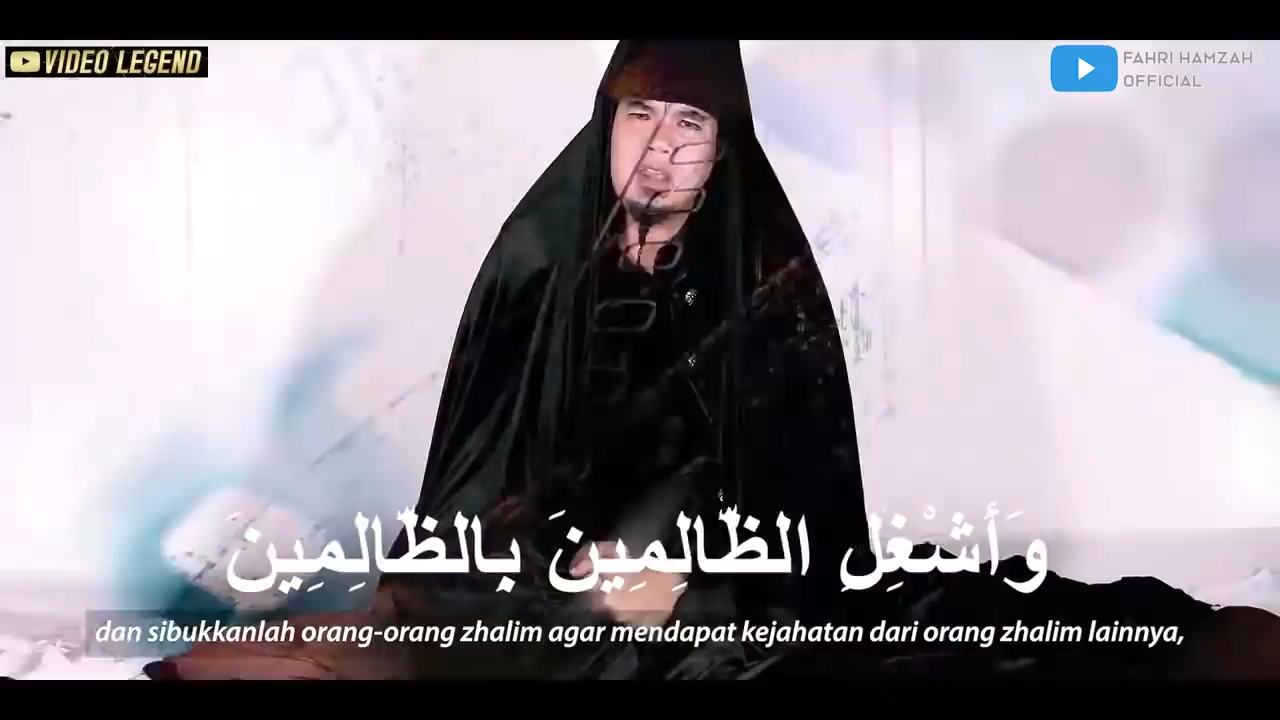 VIDEO LEGEND
FAHRI HAMZAH
OFFICIAL
وَأَشْغِلِ الظَّالِمِينَ بِالظَّالِمِينَ
dan sibukkanlah orang-orang zhalim agar mendapat kejahatan dari orang zhalim lainnya,